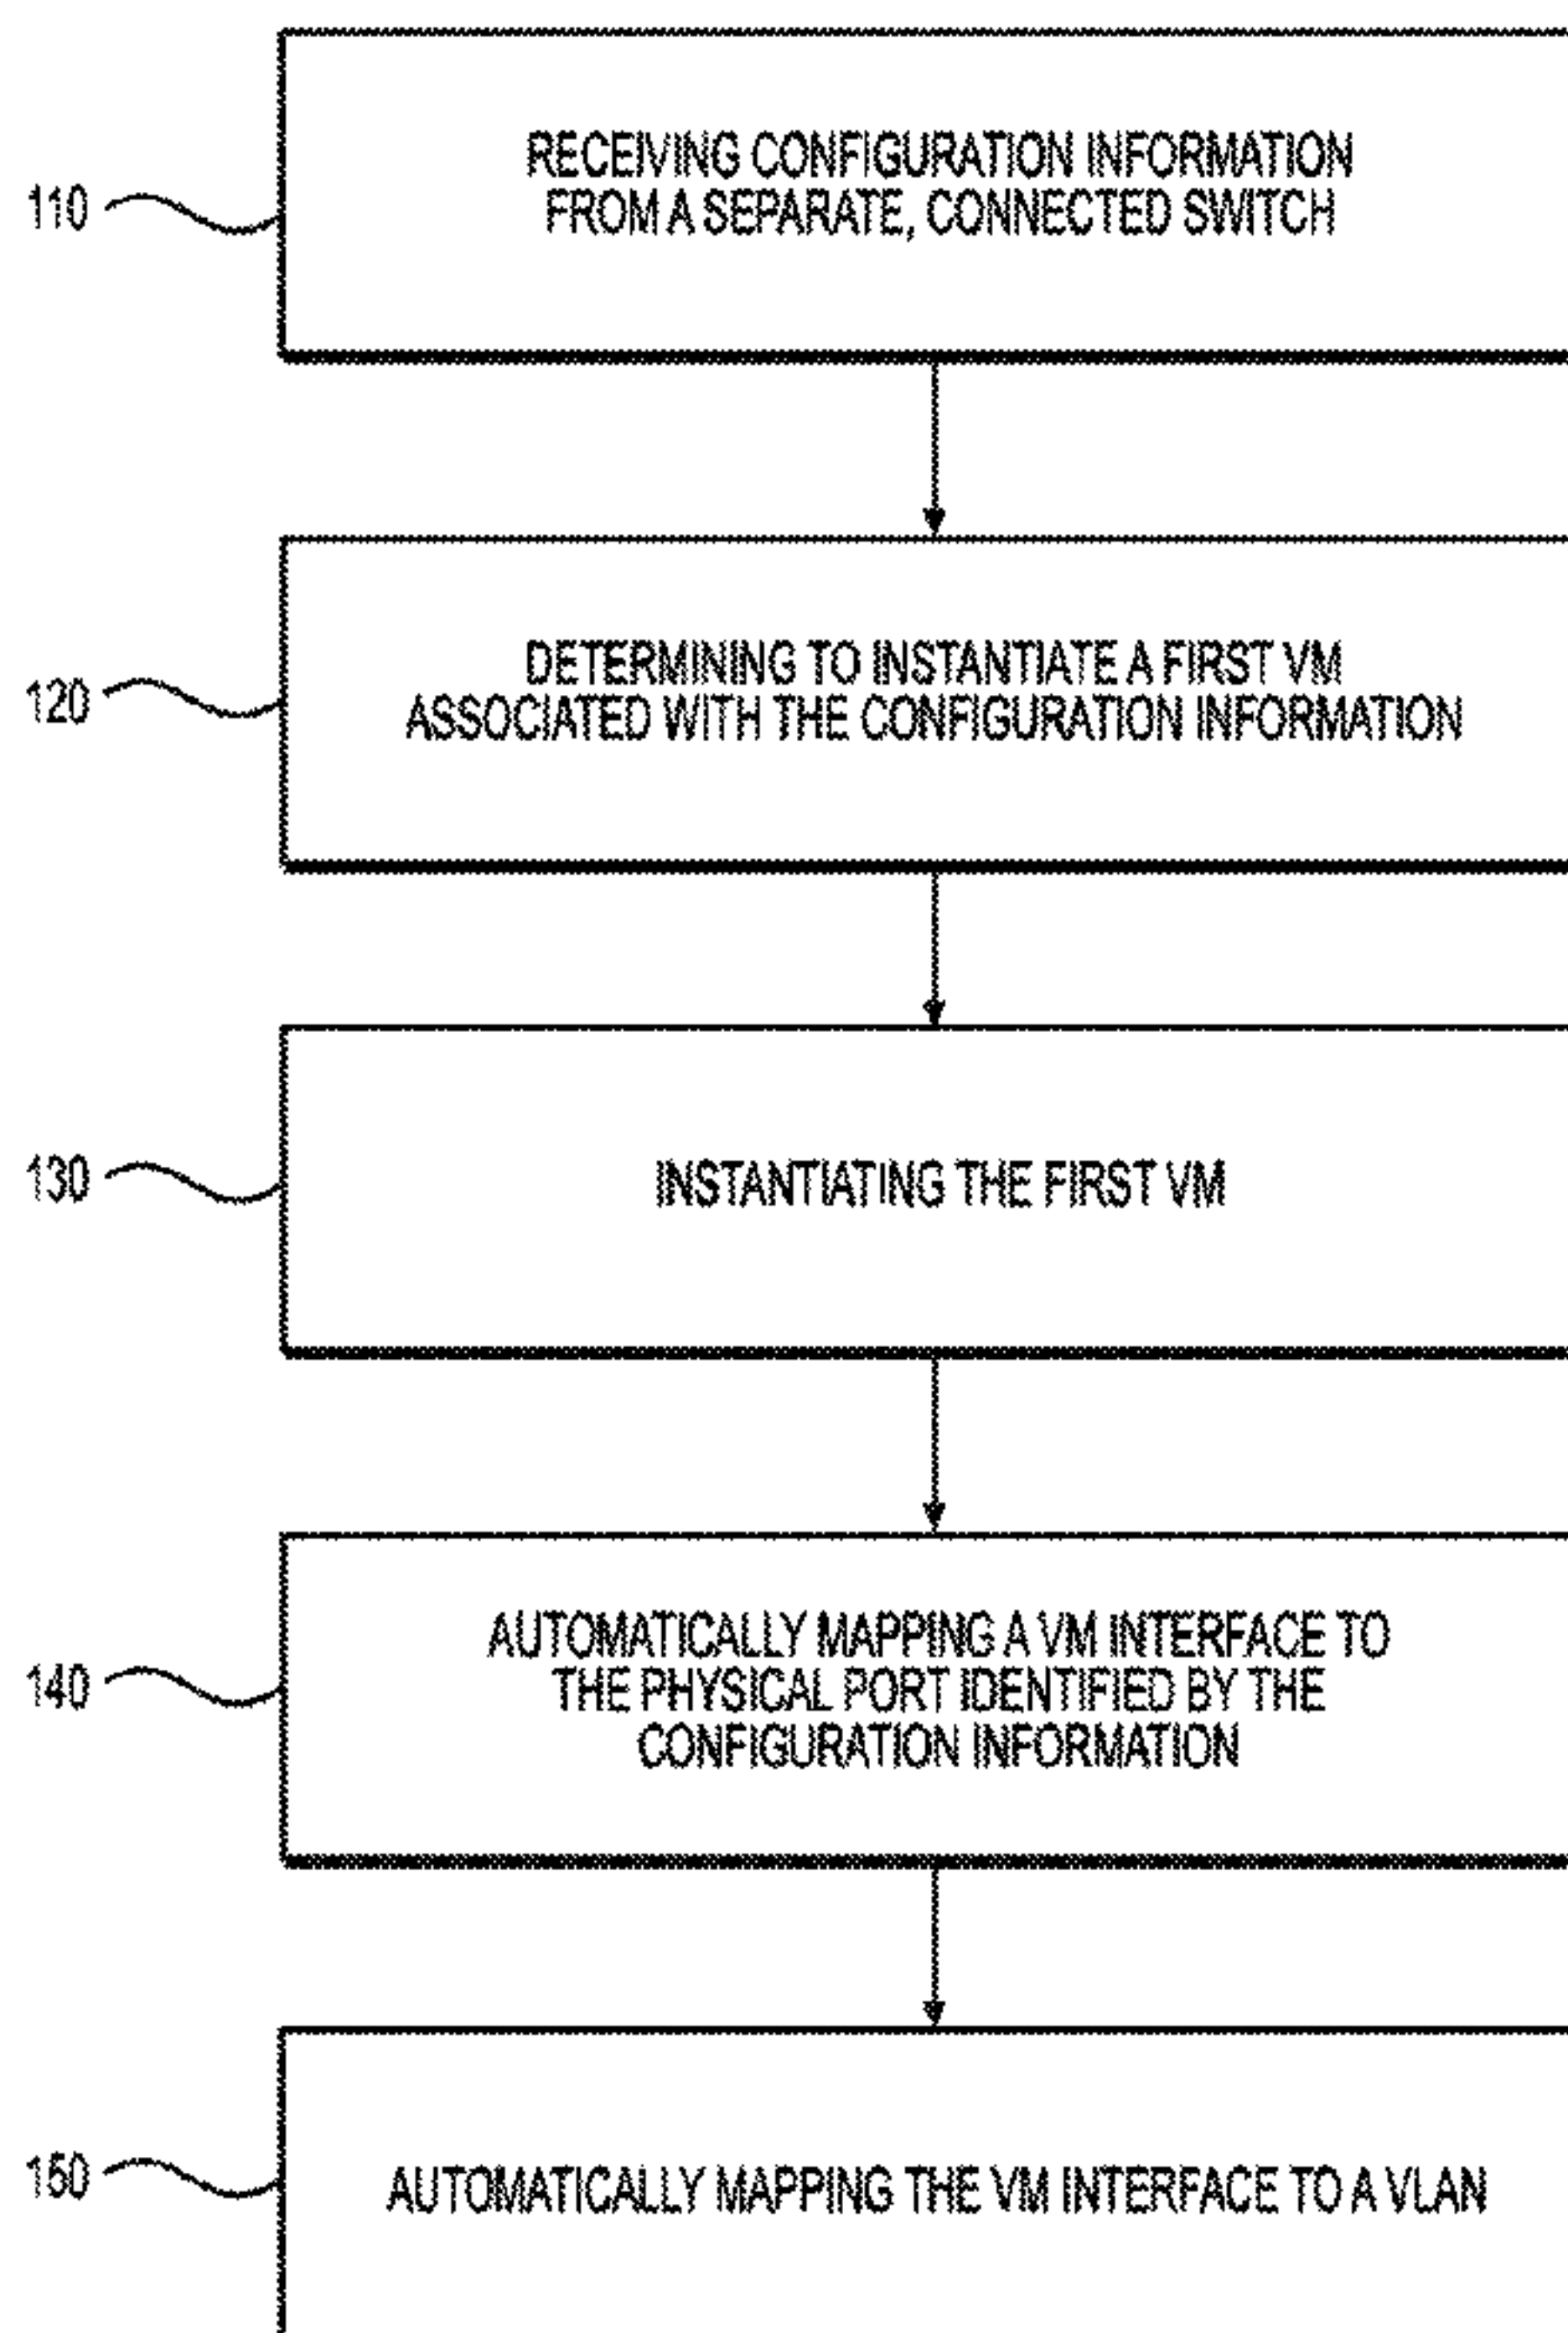 110
RECEIVING CONFIGURATION INFORMATION
FROM A SEPARATE, CONNECTED SWITCH
120
DETERMINING TO INSTANTIATE A FIRST VM
ASSOCIATED WITH THE CONFIGURATION INFORMATION
130
INSTANTIATING THE FIRST VM
140
AUTOMATICALLY MAPPING A VM INTERFACE TO
THE PHYSICAL PORT IDENTIFIED BY THE
CONFIGURATION INFORMATION
150
AUTOMATICALLY MAPPING THE VM INTERFACE TO A VLAN